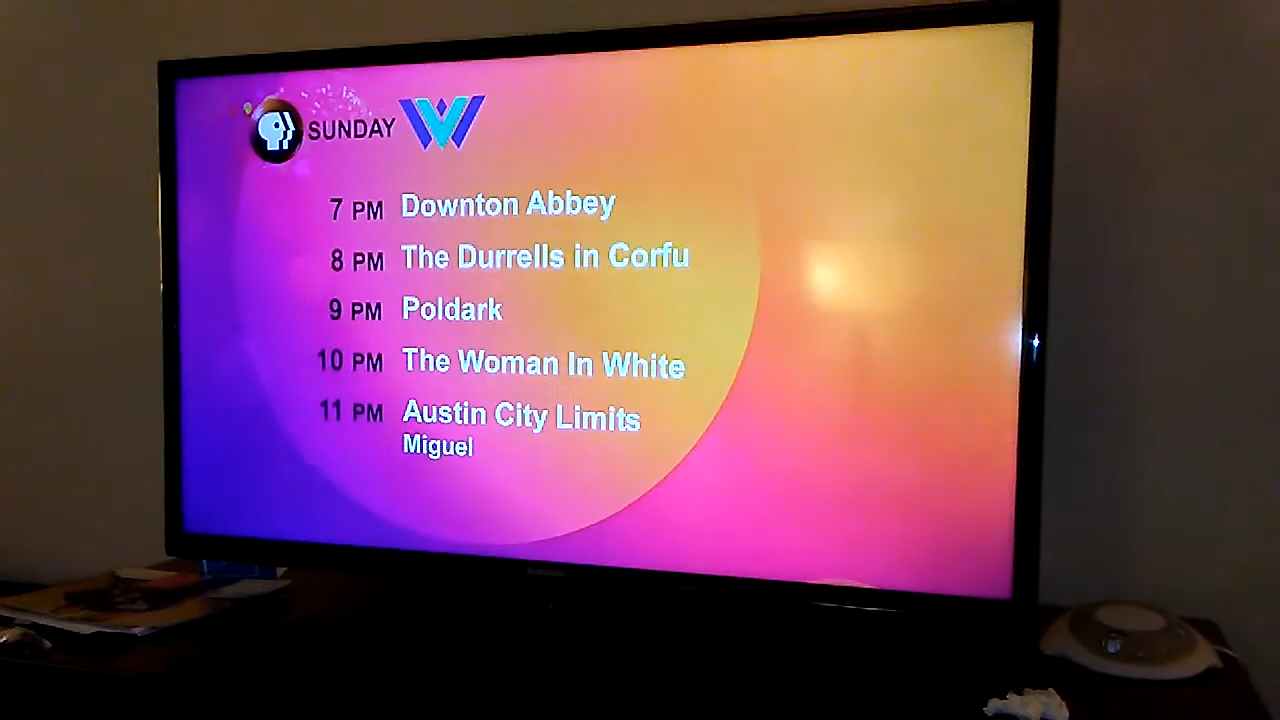 SUNDAY
7 PM Downton Abbey
8 PM The Durrells in Corfu
9 PM Poldark
10 PM The Woman In White
11 PM Austin City Limits
Miguel